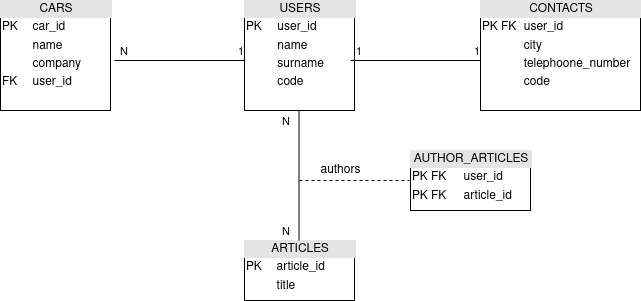 CARS
PK car_id
name
company
FK user_id
N
1
USERS
PK user_id
name
surname
code
1
1
CONTACTS
PK FK user_id
city
telephoone_number
code
N
authors
N
AUTHOR_ARTICLES
PK FK user_id
PK FK article_id
ARTICLES
PK article_id
title